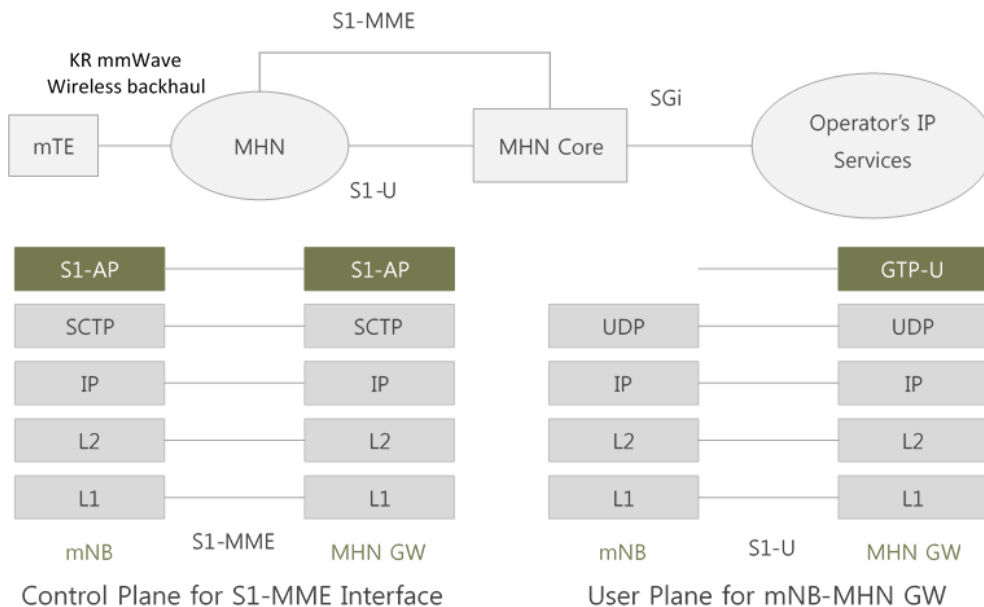 S1-MME
KR mmWave
Wireless backhaul
SGi
mTE
MHN
MHN Core
Operator's IP
Services
S1-U
S1-AP
S1-AP
GTP-U
SCTP
SCTP
UDP
UDP
IP
IP
IP
IP
L2
L2
L2
L2
L1
L1
L1
L1
mNB
S1-MME
MHN GW
mNB
S1-U
MHN GW
Control Plane for S1-MME Interface
User Plane for mNB-MHN GW